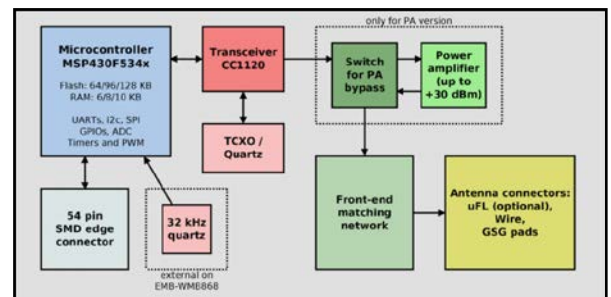 only for PA version
Microcontroller
MSP430F534x
Flash: 64/96/128 KB
RAM: 6/8/10 KB
UARTs, I2c, SPI
GPIOs, ADC
Timers and PWM
Transceiver
CC1120
Switch
for PA
bypass
Power
amplifier
(up to
+30 dBm)
TCXO /
Quartz
54 pin
SMD edge
connector
32 kHz
quartz
external on
EMB-WMB868
Front-end
matching
network
Antenna connectors:
uFL (optional),
Wire,
GSG pads